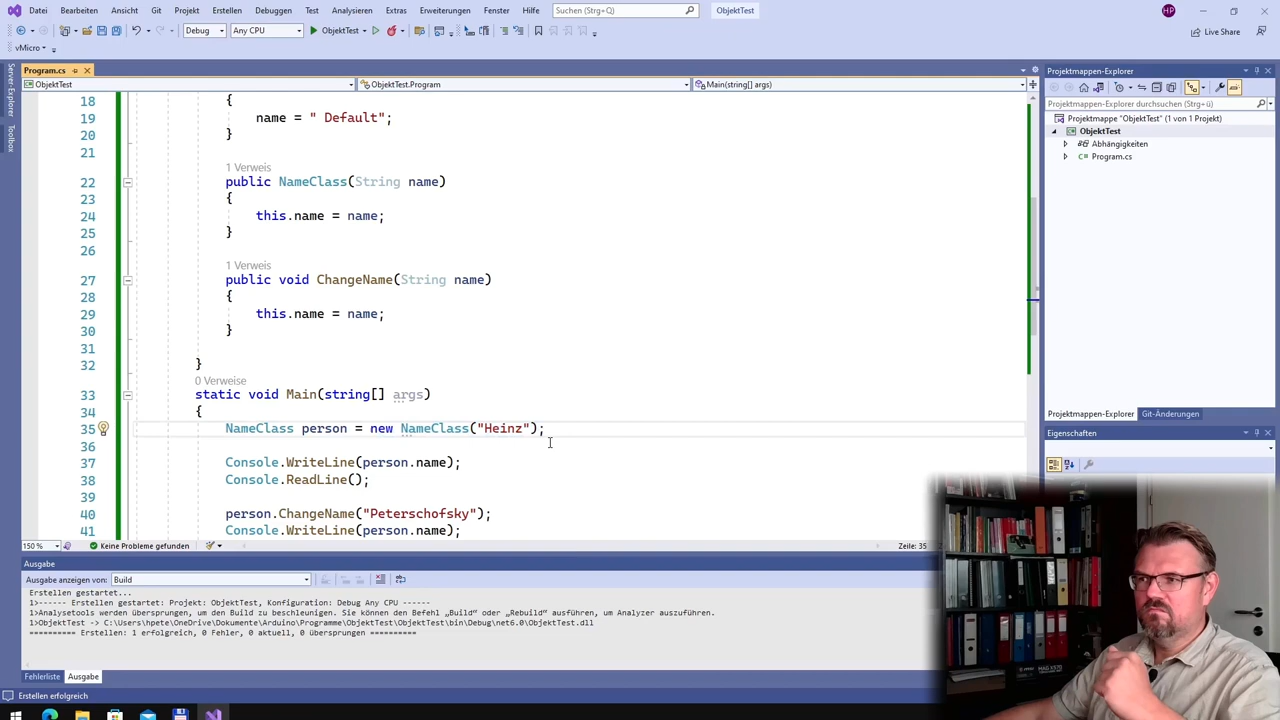 Datei Bearbeiten Ansicht Git Projekt Erstellen Debuggen Test Analysieren Extras Erweiterungen Fenster Hilfe Suchen (Strg+Q) ObjektTest HP
Debug Any CPU ObjektTest Live Share
vMicro
Server-Explorer
Toolbox
Program.cs
ObjektTest ObjektTest.Program Main(string[] args)
18 {
19 name = " Default";
20 }
21
1 Verweis
22 public NameClass(String name)
23 {
24 this.name = name;
25 }
26
1 Verweis
27 public void ChangeName(String name)
28 {
29 this.name = name;
30 }
31
32 }
0 Verweise
33 static void Main(string[] args)
34 {
35 NameClass person = new NameClass("Heinz");
36
37 Console.WriteLine(person.name);
38 Console.ReadLine();
39
40 person.ChangeName("Peterschofsky");
41 Console.WriteLine(person.name);
150 % Keine Probleme gefunden Zeile: 35
Ausgabe
Ausgabe anzeigen von: Build
Erstellen gestartet...
1>------ Erstellen gestartet: Projekt: ObjektTest, Konfiguration: Debug Any CPU ------
1>Analysetools werden übersprungen, um den Build zu beschleunigen. Sie können den Befehl „Build“ oder „Rebuild“ ausführen, um Analyzer auszuführen.
1>ObjektTest -> C:\Users\hpete\OneDrive\Dokumente\Arduino\Programme\ObjektTest\ObjektTest\bin\Debug\net6.0\ObjektTest.dll
========== Erstellen: 1 erfolgreich, 0 Fehler, 0 aktuell, 0 übersprungen ==========
Fehlerliste Ausgabe
Erstellen erfolgreich
Projektmappen-Explorer
Projektmappen-Explorer durchsuchen (Strg+ü)
Projektmappe "ObjektTest" (1 von 1 Projekt)
ObjektTest
Abhängigkeiten
Program.cs
Projektmappen-Explorer Git-Änderungen
Eigenschaften